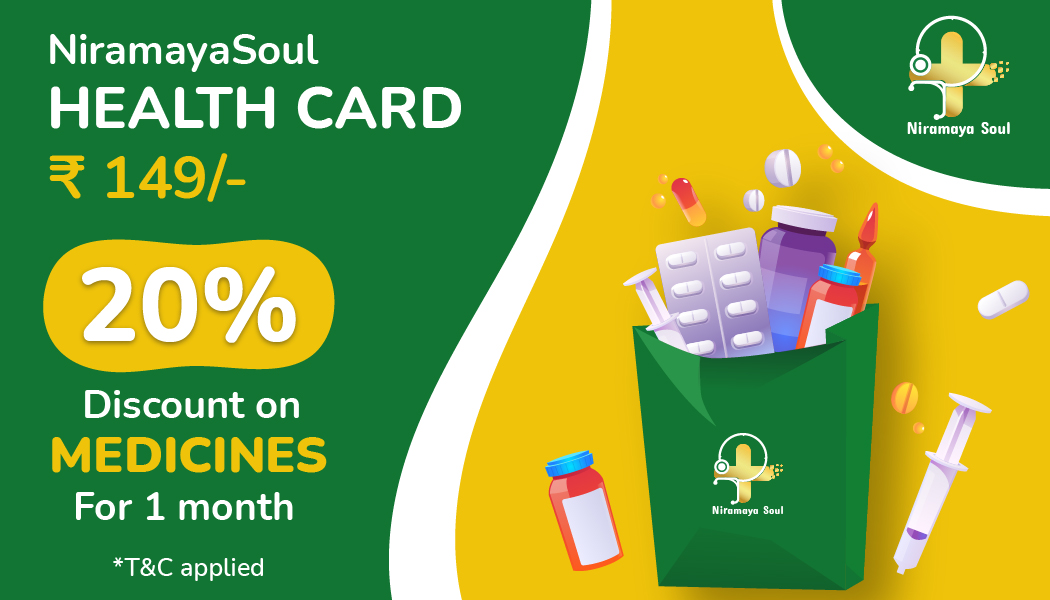 NiramayaSoul
HEALTH CARD
₹ 149/-
20%
Discount on
MEDICINES
For 1 month
*T&C applied
Niramaya Soul
Niramaya Soul